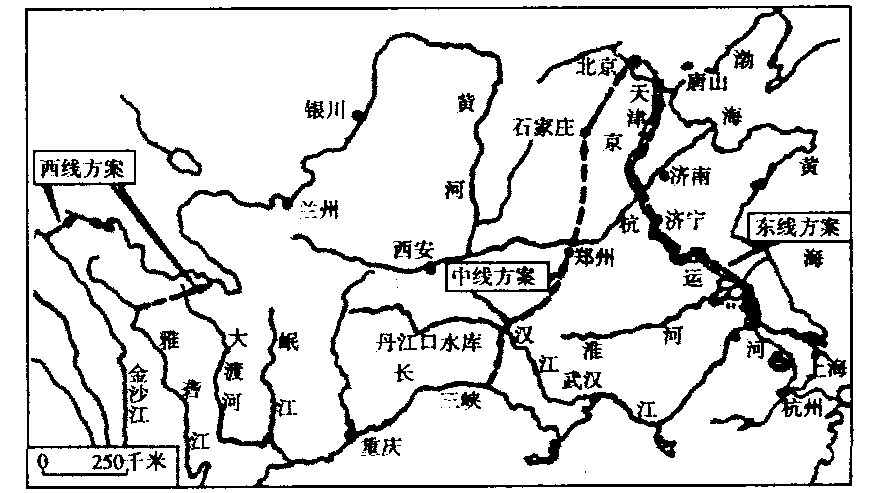 北京
唐山
渤
海
天津
银川
黄
河
石家庄
京
杭
运
河
济南
黄
海
西线方案
兰州
济宁
东线方案
西安
中线方案
郑州
雅
砻
江
大
渡
河
岷
江
丹江口水库
汉
江
淮
河
金沙江
长
江
三峡
武汉
上海
杭州
重庆
0 250千米